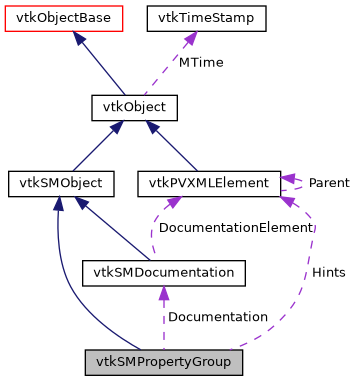 vtkObjectBase
vtkTimeStamp
MTime
vtkObject
vtkSMObject
vtkPVXMLElement
Parent
DocumentationElement
vtkSMDocumentation
Hints
Documentation
vtkSMPropertyGroup